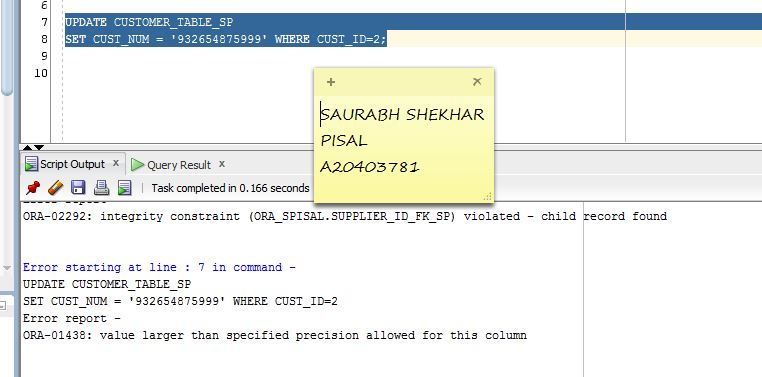 6
7 UPDATE CUSTOMER_TABLE_SP
8 SET CUST_NUM = '932654875999' WHERE CUST_ID=2;
9
10
SAURABH SHEKHAR
PISAL
A20403781
Script Output x Query Result x
Task completed in 0.166 seconds
Error report -
ORA-02292: integrity constraint (ORA_SPISAL.SUPPLIER_ID_FK_SP) violated - child record found
Error starting at line : 7 in command -
UPDATE CUSTOMER_TABLE_SP
SET CUST_NUM = '932654875999' WHERE CUST_ID=2
Error report -
ORA-01438: value larger than specified precision allowed for this column